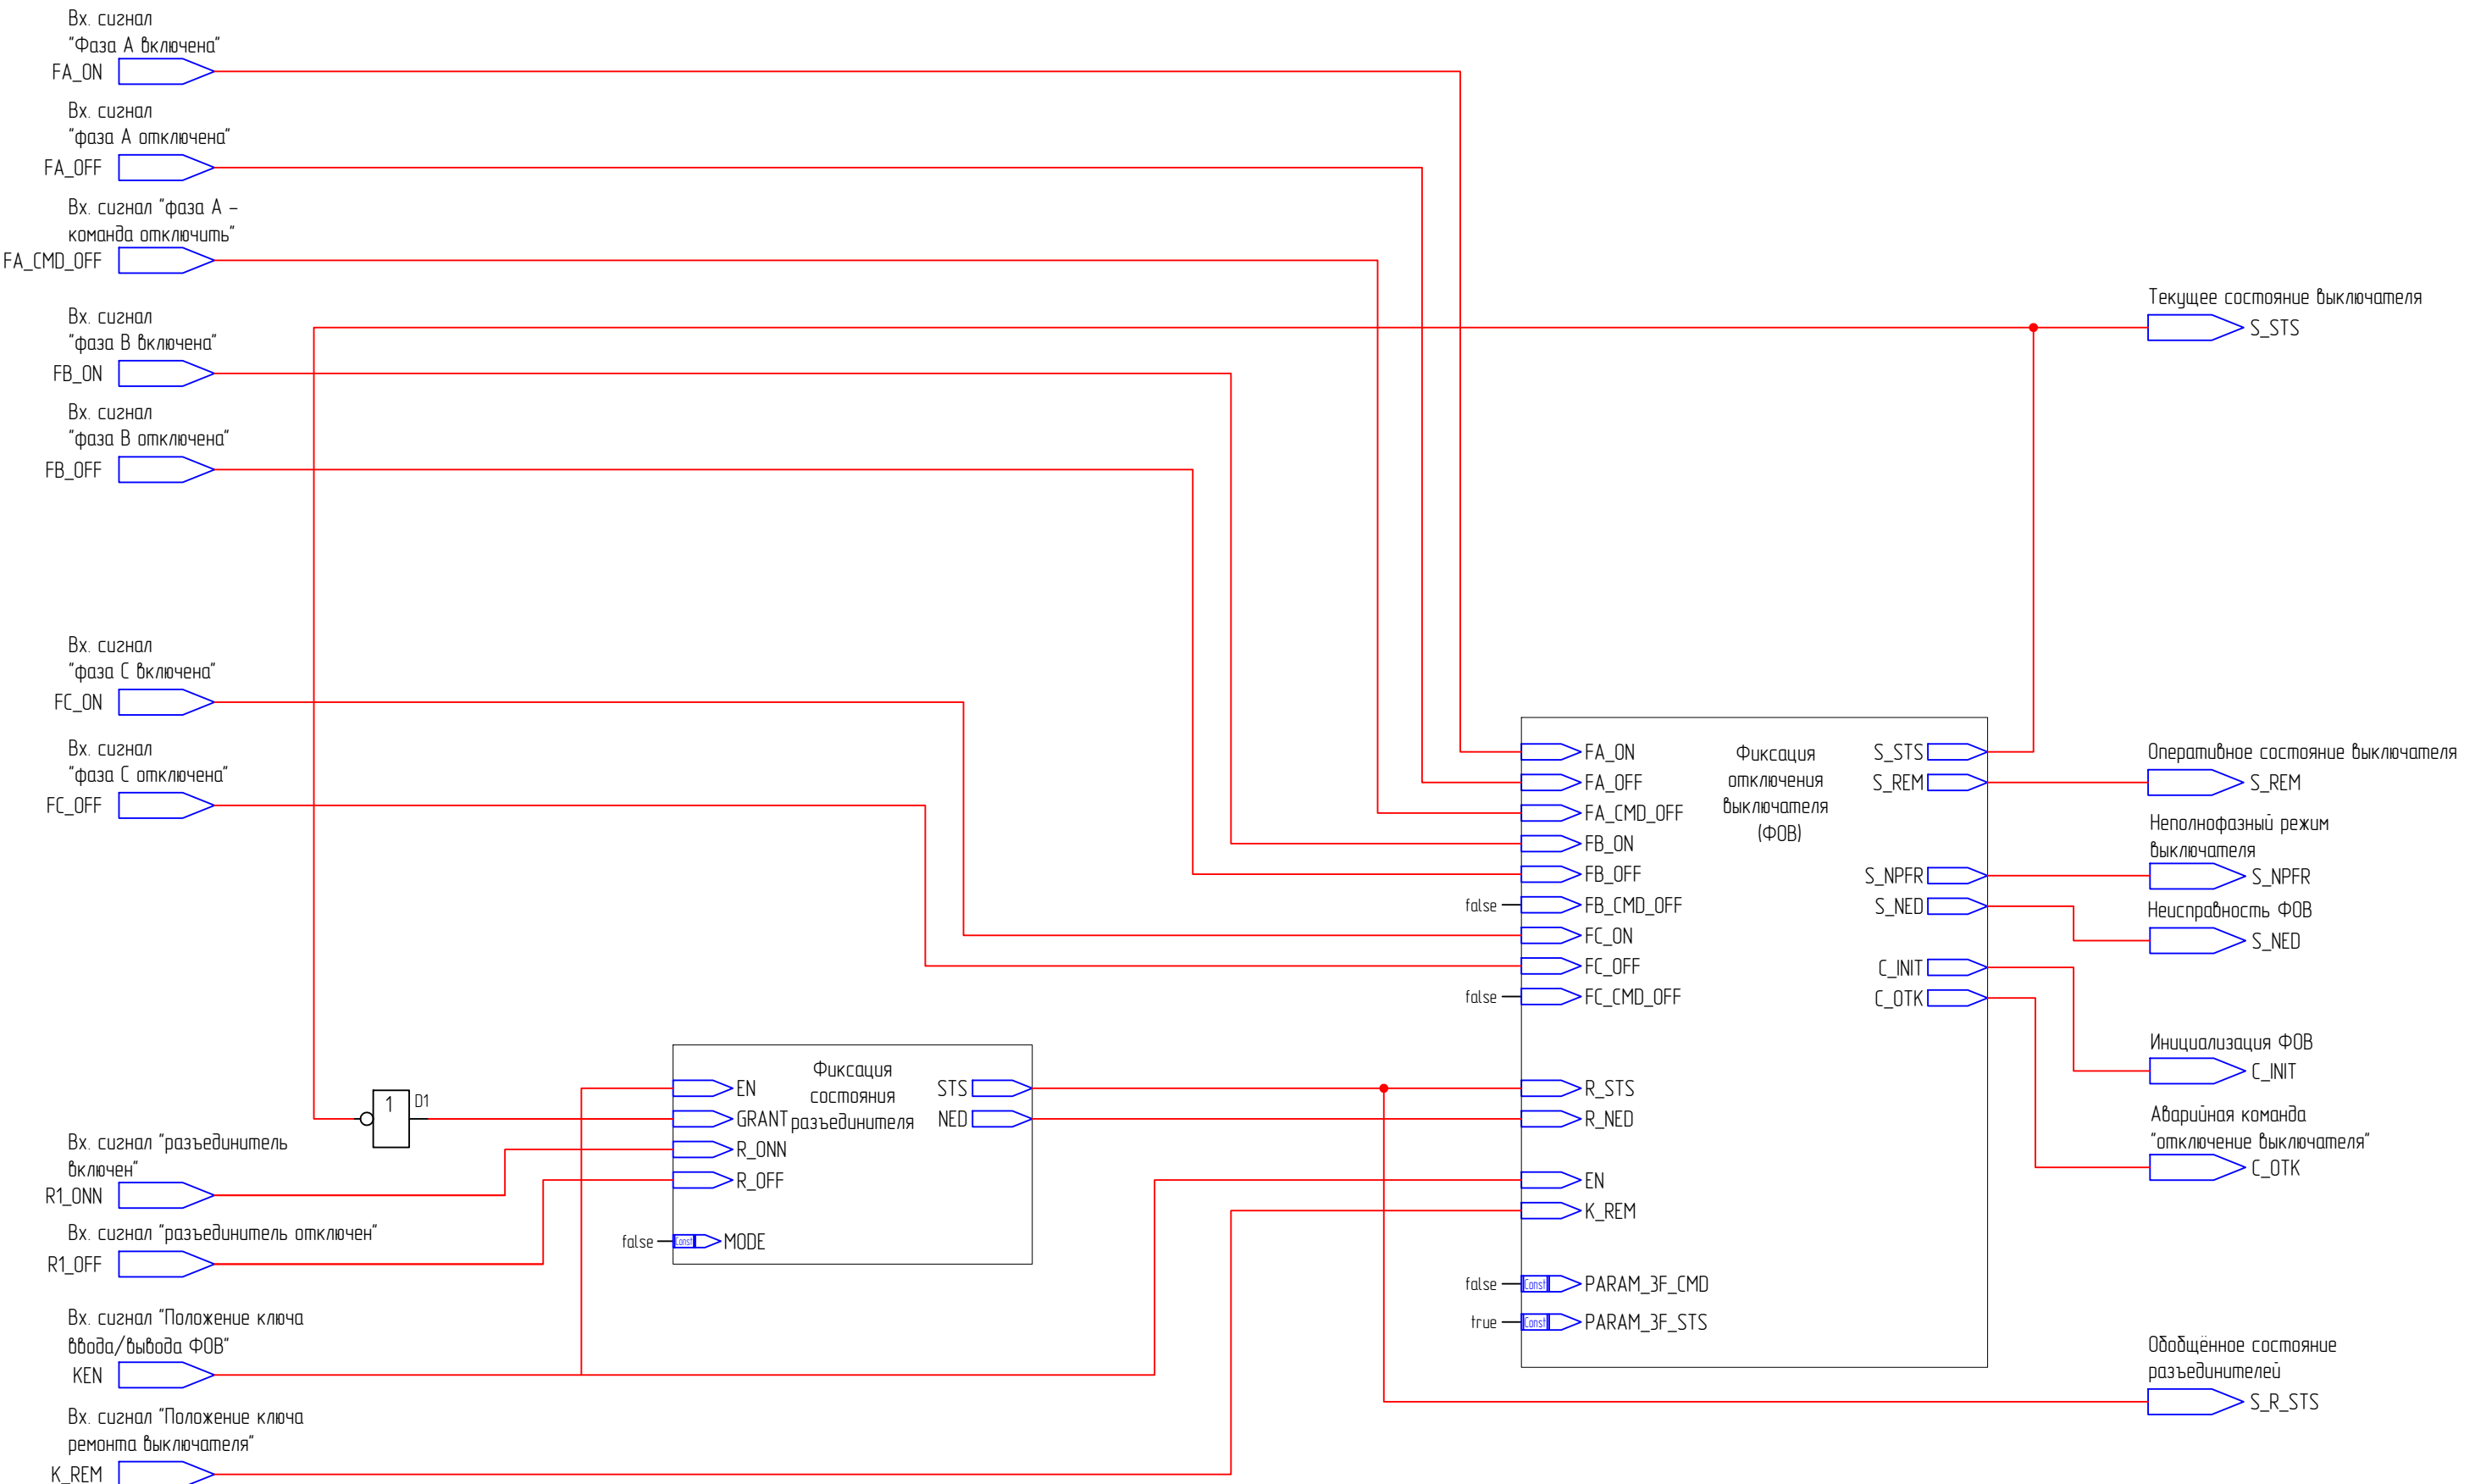 Вх. сигнал
"Фаза А включена"
FA_ON
Вх. сигнал
"фаза А отключена"
FA_OFF
Вх. сигнал "фаза А –
команда отключить"
FA_CMD_OFF
Вх. сигнал
"фаза В включена"
FB_ON
Вх. сигнал
"фаза В отключена"
FB_OFF
Вх. сигнал
"фаза С включена"
FC_ON
Вх. сигнал
"фаза С отключена"
FC_OFF
1
D1
Вх. сигнал "разъединитель
включен"
R1_ONN
Вх. сигнал "разъединитель отключен"
R1_OFF
Вх. сигнал "Положение ключа
ввода/вывода ФОВ"
KEN
Вх. сигнал "Положение ключа
ремонта выключателя"
K_REM
Фиксация
состояния
разъединителя
EN
GRANT
R_ONN
R_OFF
false
Const
MODE
STS
NED
Фиксация
отключения
выключателя
(ФОВ)
FA_ON
FA_OFF
FA_CMD_OFF
FB_ON
FB_OFF
false
FB_CMD_OFF
FC_ON
FC_OFF
false
FC_CMD_OFF
R_STS
R_NED
EN
K_REM
false
Const
PARAM_3F_CMD
true
Const
PARAM_3F_STS
S_STS
S_REM
S_NPFR
S_NED
C_INIT
C_OTK
Текущее состояние выключателя
S_STS
Оперативное состояние выключателя
S_REM
Неполнофазный режим
выключателя
S_NPFR
Неисправность ФОВ
S_NED
Инициализация ФОВ
C_INIT
Аварийная команда
"отключение выключателя"
C_OTK
Обобщённое состояние
разъединителей
S_R_STS